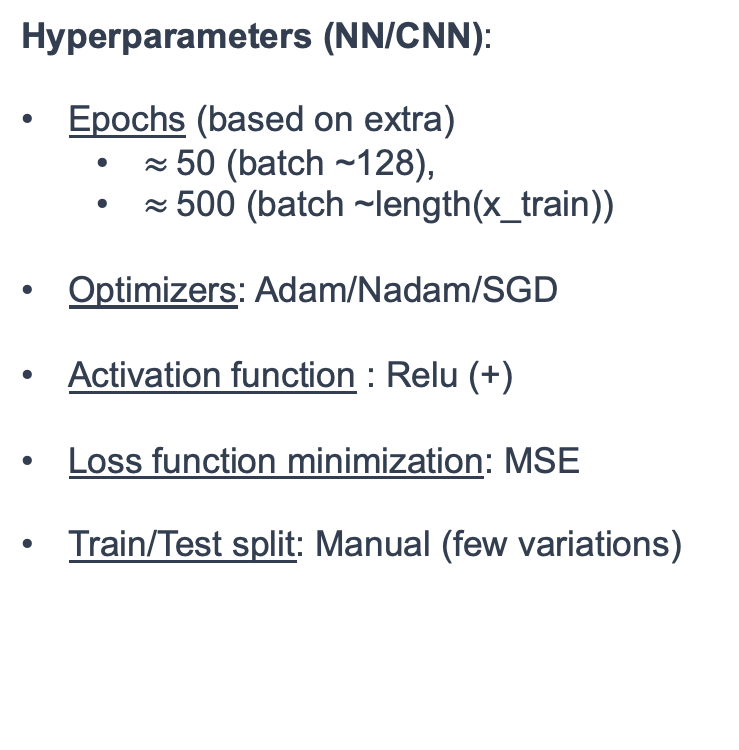 Hyperparameters (NN/CNN):
• Epochs (based on extra)
• ≈ 50 (batch ~128),
• ≈ 500 (batch ~length(x_train))
• Optimizers: Adam/Nadam/SGD
• Activation function : Relu (+)
• Loss function minimization: MSE
• Train/Test split: Manual (few variations)